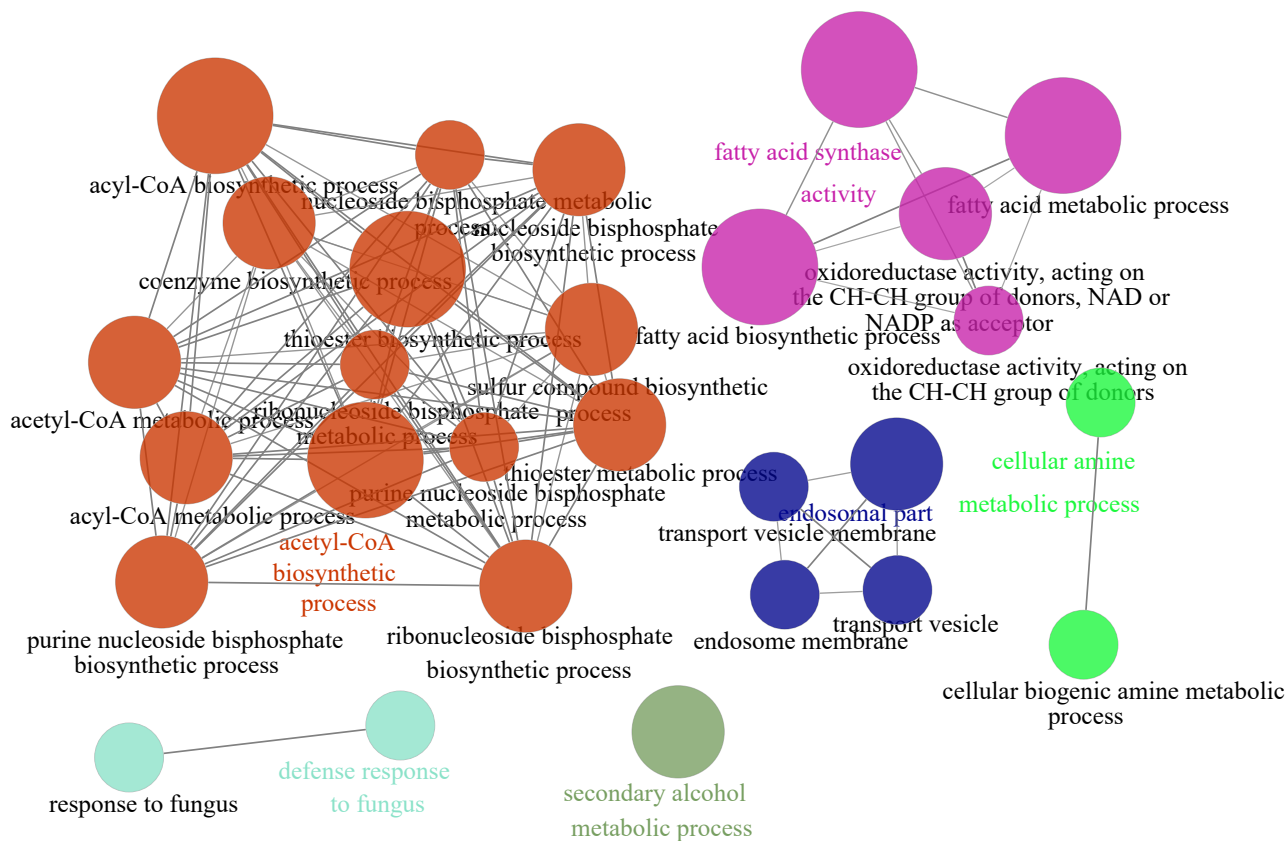 acyl-CoA biosynthetic process
nucleoside bisphosphate metabolic
process
nucleoside bisphosphate
biosynthetic process
coenzyme biosynthetic process
thioester biosynthetic process
sulfur compound biosynthetic
process
acetyl-CoA metabolic process
ribonucleoside bisphosphate
metabolic process
thioester metabolic process
purine nucleoside bisphosphate
metabolic process
acyl-CoA metabolic process
acetyl-CoA
biosynthetic
process
purine nucleoside bisphosphate
biosynthetic process
ribonucleoside bisphosphate
biosynthetic process
fatty acid synthase
activity
fatty acid metabolic process
oxidoreductase activity, acting on
the CH-CH group of donors, NAD or
NADP as acceptor
fatty acid biosynthetic process
oxidoreductase activity, acting on
the CH-CH group of donors
cellular amine
metabolic process
endosomal part
transport vesicle membrane
transport vesicle
endosome membrane
cellular biogenic amine metabolic
process
response to fungus
defense response
to fungus
secondary alcohol
metabolic process